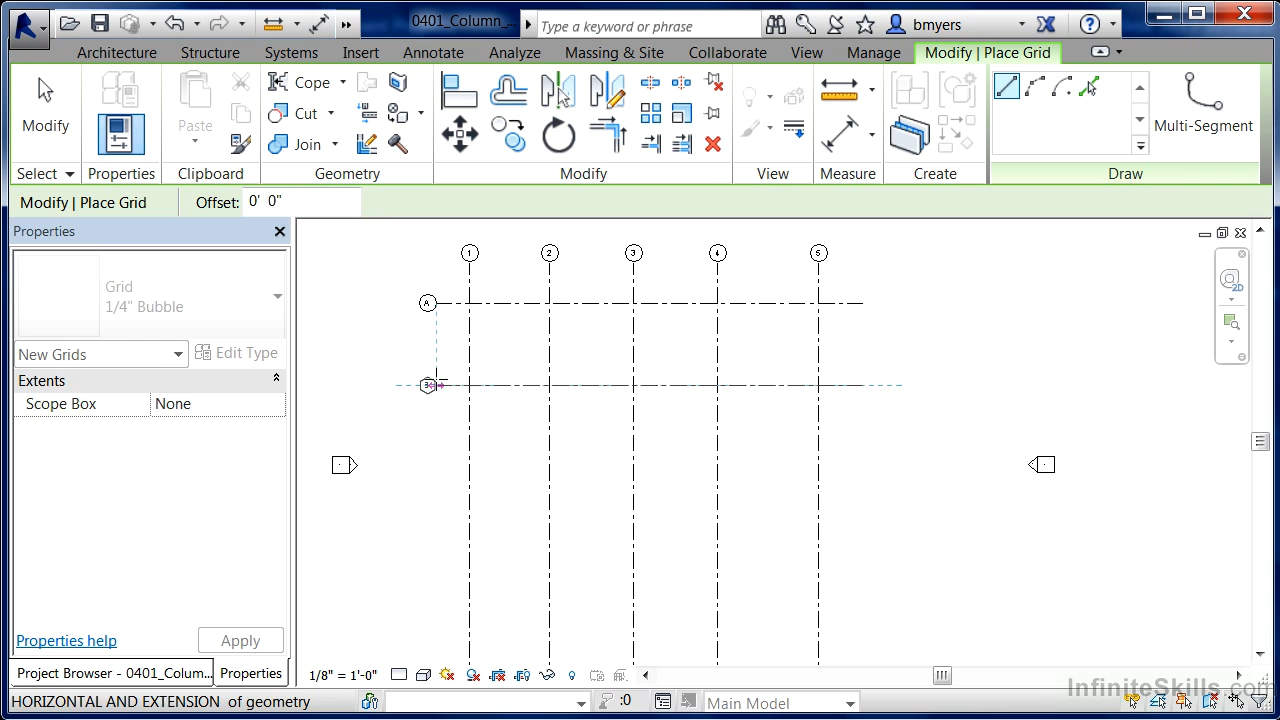 0401_Column_...
Type a keyword or phrase
bmyers
Architecture Structure Systems Insert Annotate Analyze Massing & Site Collaborate View Manage Modify | Place Grid
Modify
Paste
Cope
Cut
Join
Multi-Segment
Select Properties Clipboard Geometry Modify View Measure Create Draw
Modify | Place Grid Offset: 0' 0"
Properties
Grid
1/4" Bubble
New Grids Edit Type
Extents
Scope Box None
1 2 3 4 5
A
2D
Properties help Apply
Project Browser - 0401_Colum... Properties
1/8" = 1'-0"
HORIZONTAL AND EXTENSION of geometry
:0
Main Model
InfiniteSkills.com